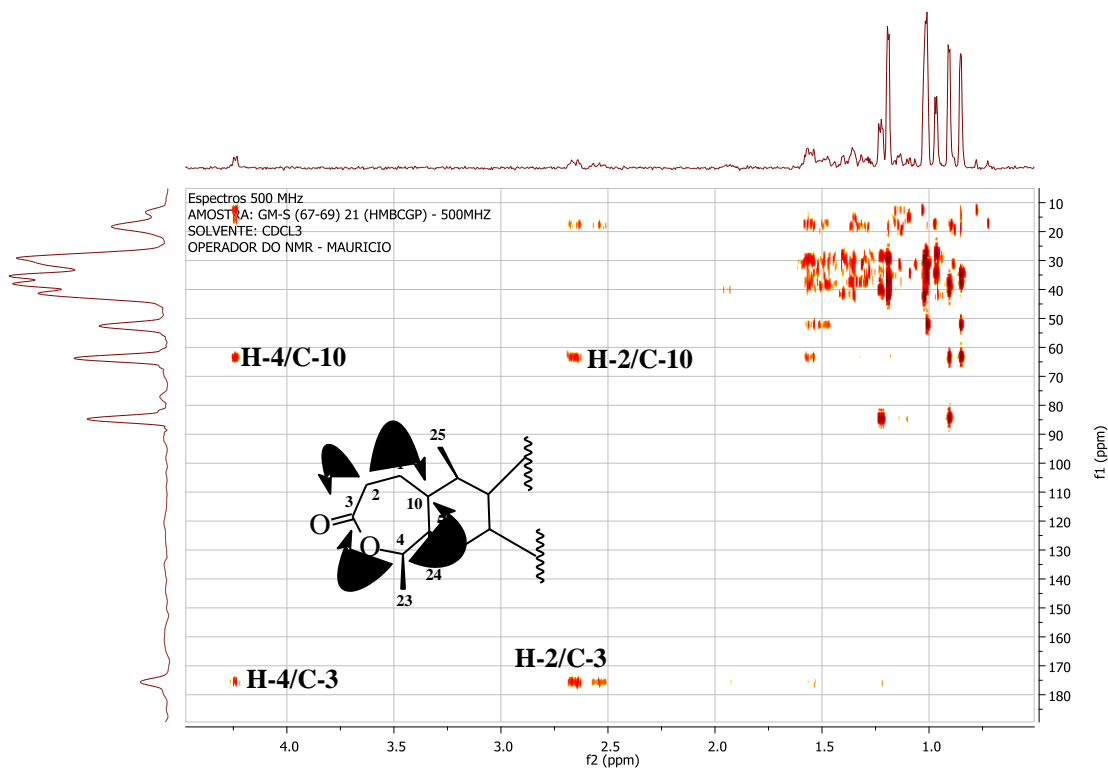 Espectros 500 MHz
AMOSTRA: GM-S (67-69) 21 (HMBCGP) - 500MHZ
SOLVENTE: CDCL3
OPERADOR DO NMR - MAURICIO
10
20
30
40
50
60
70
80
90
100
110
120
130
140
150
160
170
180
f1 (ppm)
H-4/C-10
H-2/C-10
25
1
2
3
10
O
5
4
O
24
23
H-2/C-3
H-4/C-3
4.0 3.5 3.0 2.5 2.0 1.5 1.0
f2 (ppm)